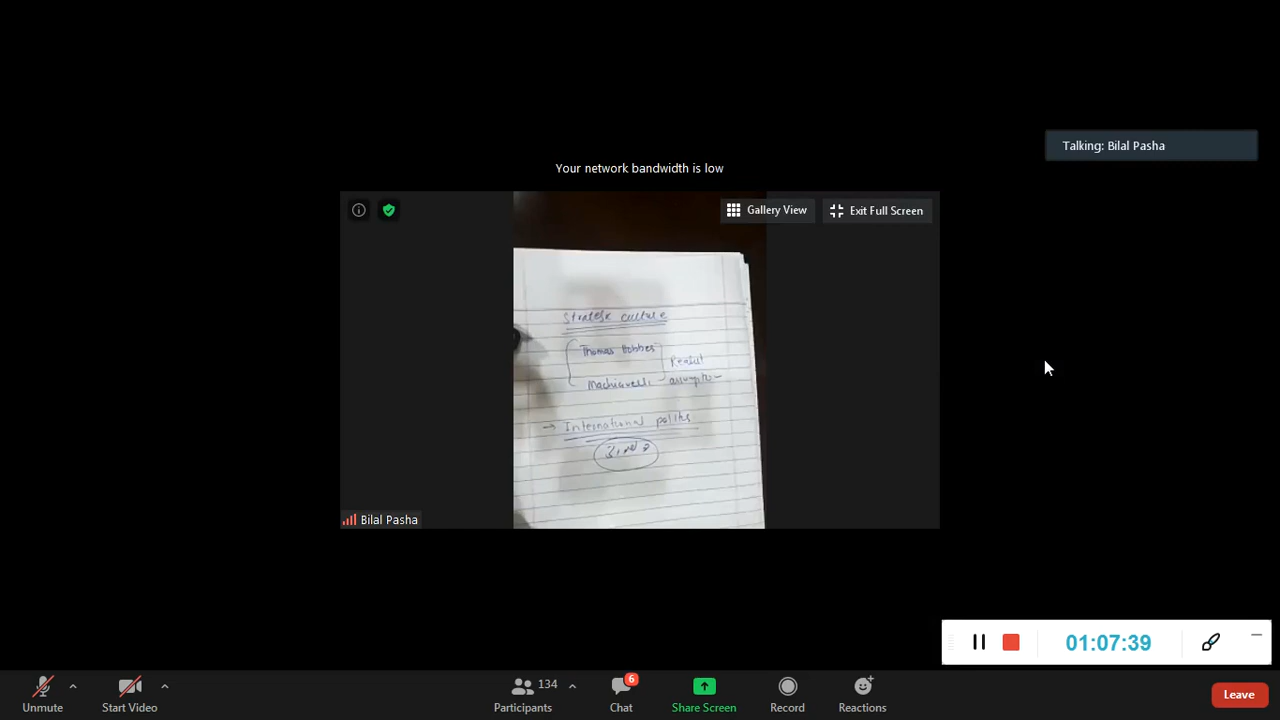 Talking: Bilal Pasha
Your network bandwidth is low
Gallery View
Exit Full Screen
Strategic culture
Thomas Hobbes
Machiavelli
Realist
assumption
→ International politics
Bilal Pasha
01:07:39
Unmute
Start Video
134
Participants
6
Chat
Share Screen
Record
Reactions
Leave